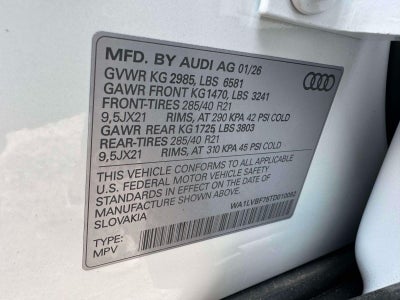 MFD. BY AUDI AG 01/26
GVWR KG 2985, LBS 6581
GAWR FRONT KG1470, LBS 3241
FRONT-TIRES 285/40 R21
9,5JX21 RIMS, AT 290 KPA 42 PSI COLD
GAWR REAR KG1725, LBS 3803
REAR-TIRES 285/40 R21
9,5JX21 RIMS, AT 310 KPA 45 PSI COLD
THIS VEHICLE CONFORMS TO ALL APPLICABLE
U.S. FEDERAL MOTOR VEHICLE SAFETY
STANDARDS IN EFFECT ON THE DATE OF
MANUFACTURE SHOWN ABOVE.
SLOVAKIA
TYPE:
MPV